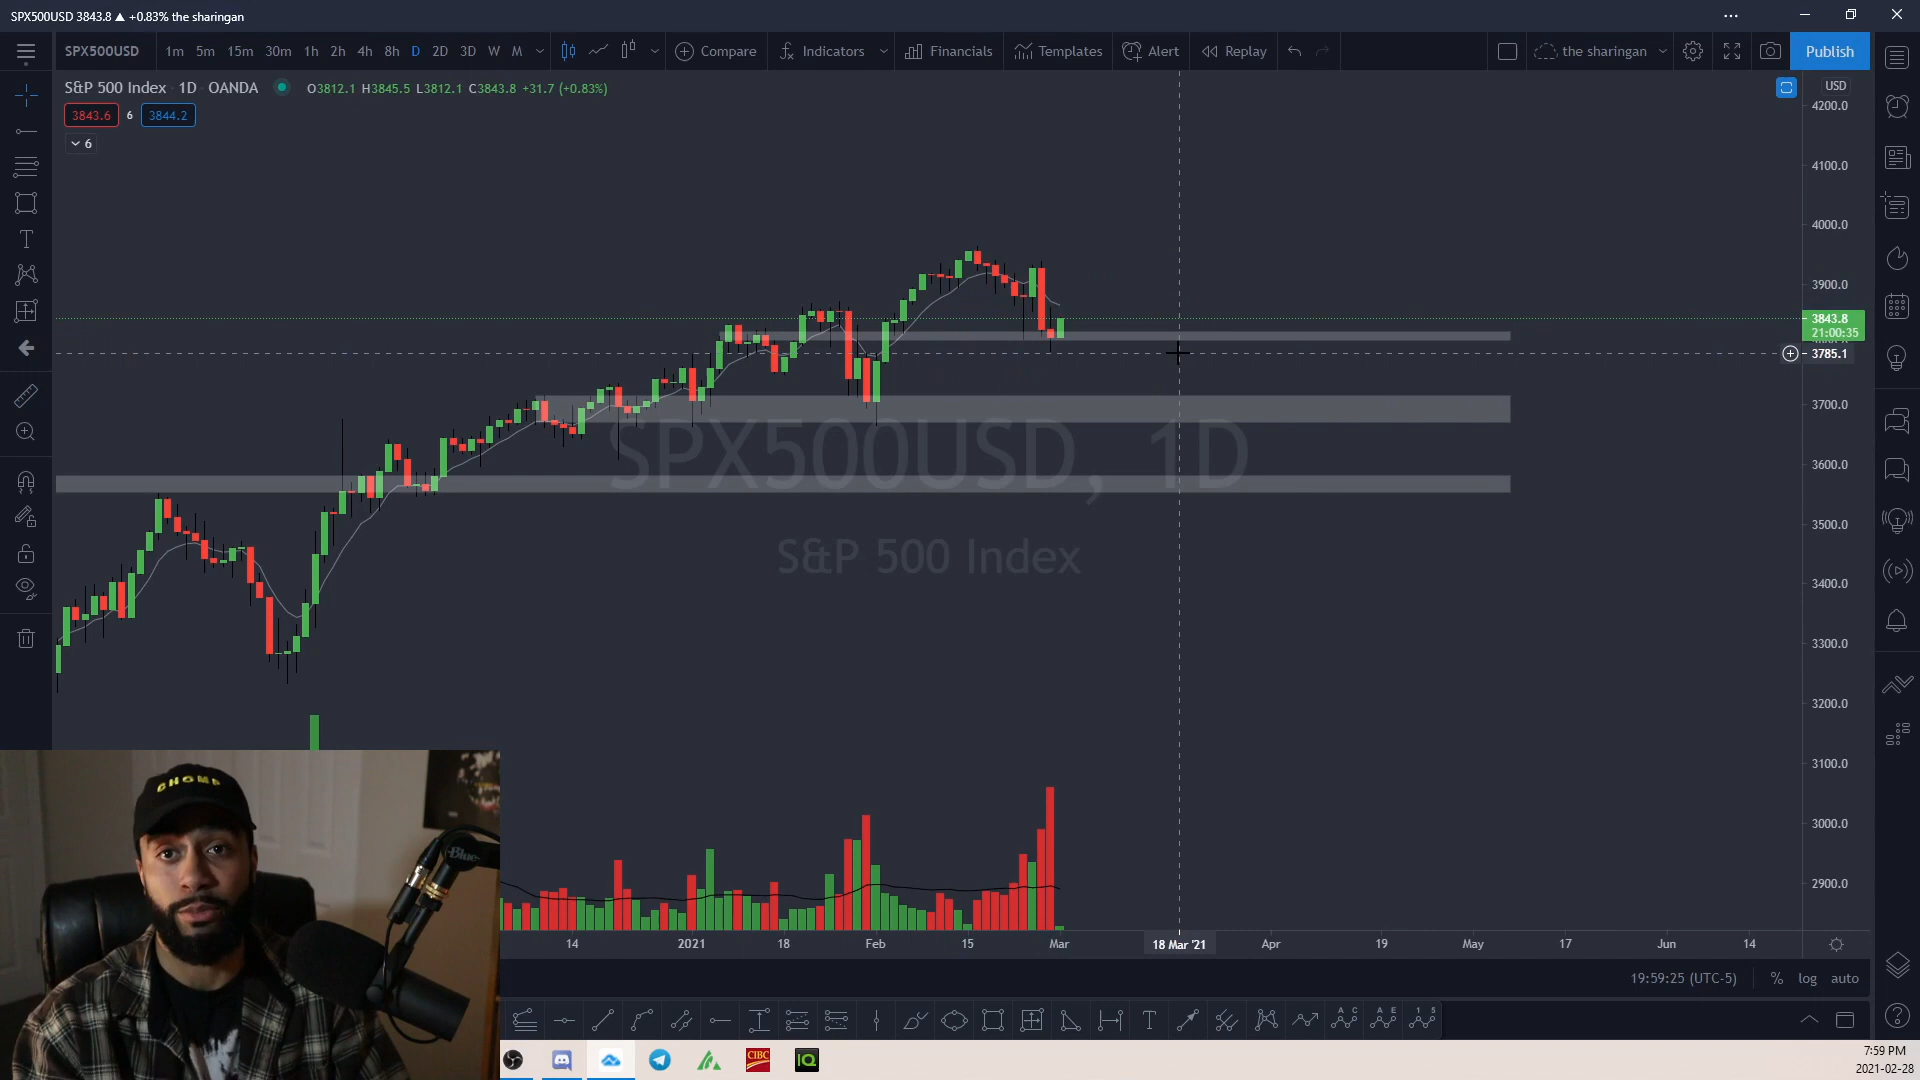 SPX500USD 3843.8 ▲ +0.83% the sharingan
SPX500USD 1m 5m 15m 30m 1h 2h 4h 8h D 2D 3D W M Compare Indicators Financials Templates Alert Replay the sharingan Publish
S&P 500 Index 1D OANDA O3812.1 H3845.5 L3812.1 C3843.8 +31.7 (+0.83%)
3843.6 6 3844.2
6
USD
4200.0
4100.0
4000.0
3900.0
3843.8
21:00:35
3785.1
3700.0
3600.0
3500.0
3400.0
3300.0
3200.0
3100.0
3000.0
2900.0
SPX500USD, 1D
S&P 500 Index
CHOMP
Blue
14 2021 18 Feb 15 Mar 18 Mar '21 Apr 19 May 17 Jun 14
19:59:25 (UTC-5) % log auto
T
T
A C
A E
1 5
CIBC
IQ
7:59 PM
2021-02-28